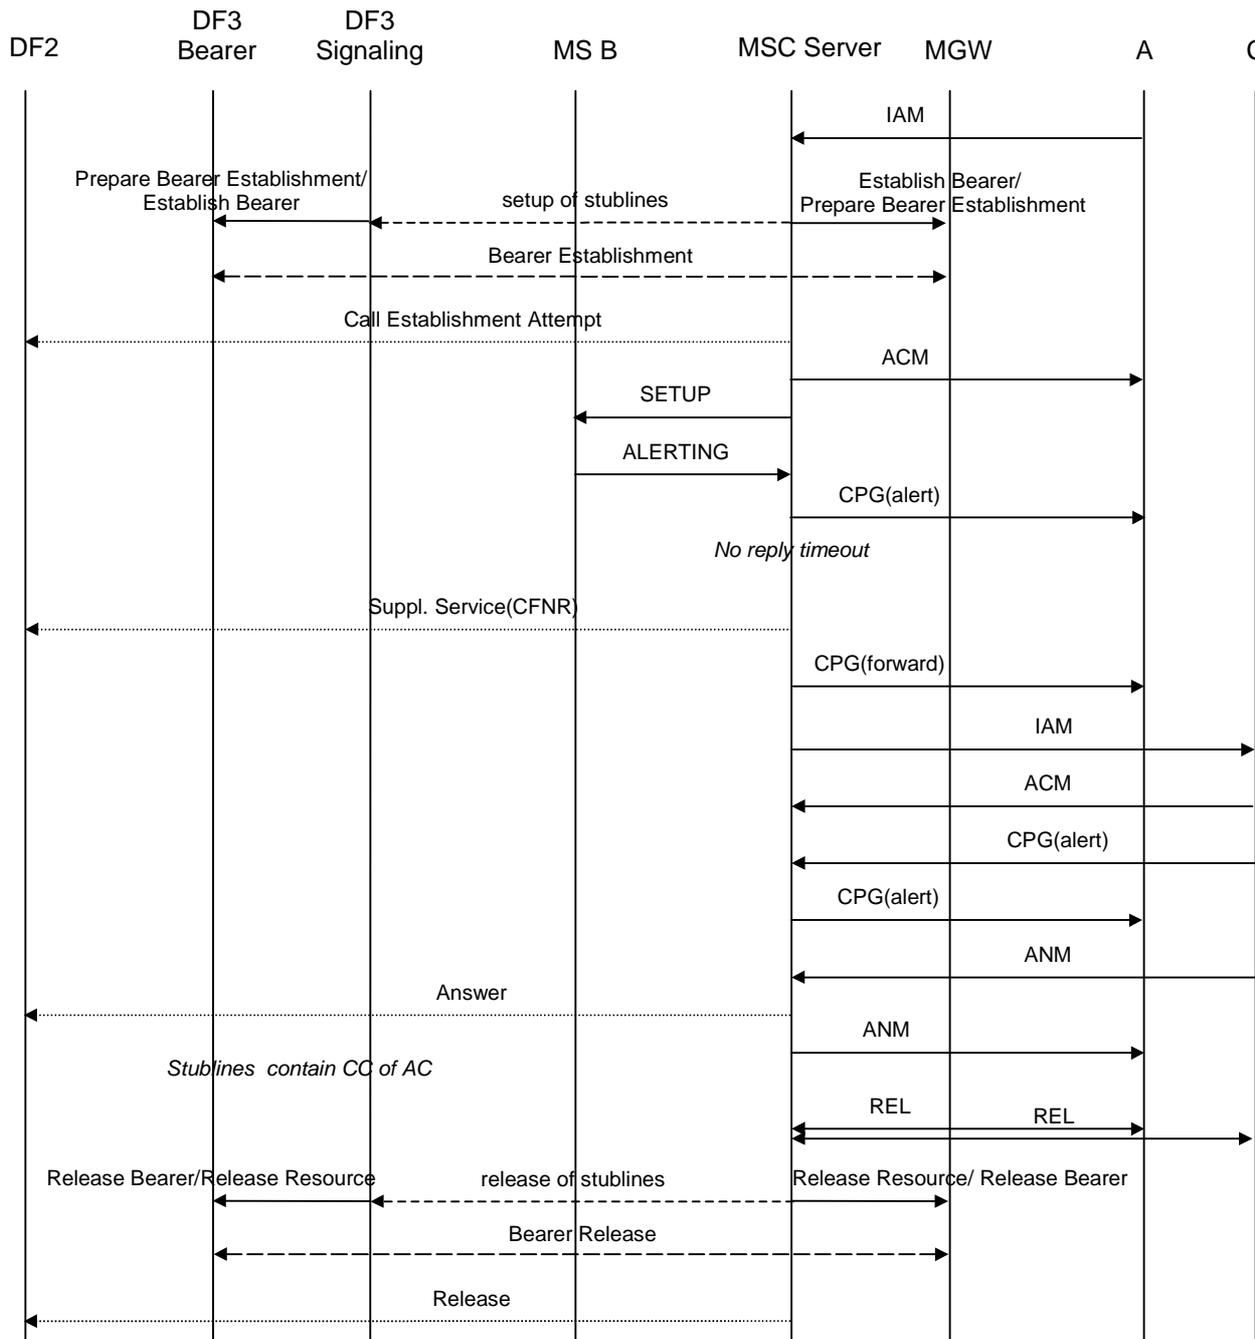 DF2
DF3
Bearer
DF3
Signaling
MS B
MSC Server
MGW
A
IAM
Prepare Bearer Establishment/
Establish Bearer
setup of stublines
Establish Bearer/
Prepare Bearer Establishment
Bearer Establishment
Call Establishment Attempt
ACM
SETUP
ALERTING
CPG(alert)
No reply timeout
Suppl. Service(CFNR)
CPG(forward)
IAM
ACM
CPG(alert)
CPG(alert)
ANM
Answer
ANM
Stublines contain CC of AC
REL
REL
Release Bearer/Release Resource
release of stublines
Release Resource/ Release Bearer
Bearer Release
Release